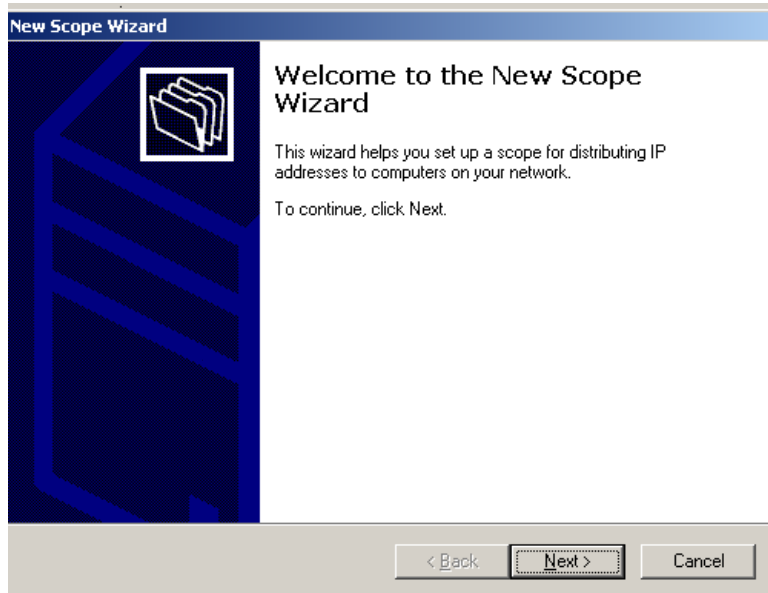 New Scope Wizard
Welcome to the New Scope
Wizard
This wizard helps you set up a scope for distributing IP
addresses to computers on your network.
To continue, click Next.
< Back
Next >
Cancel